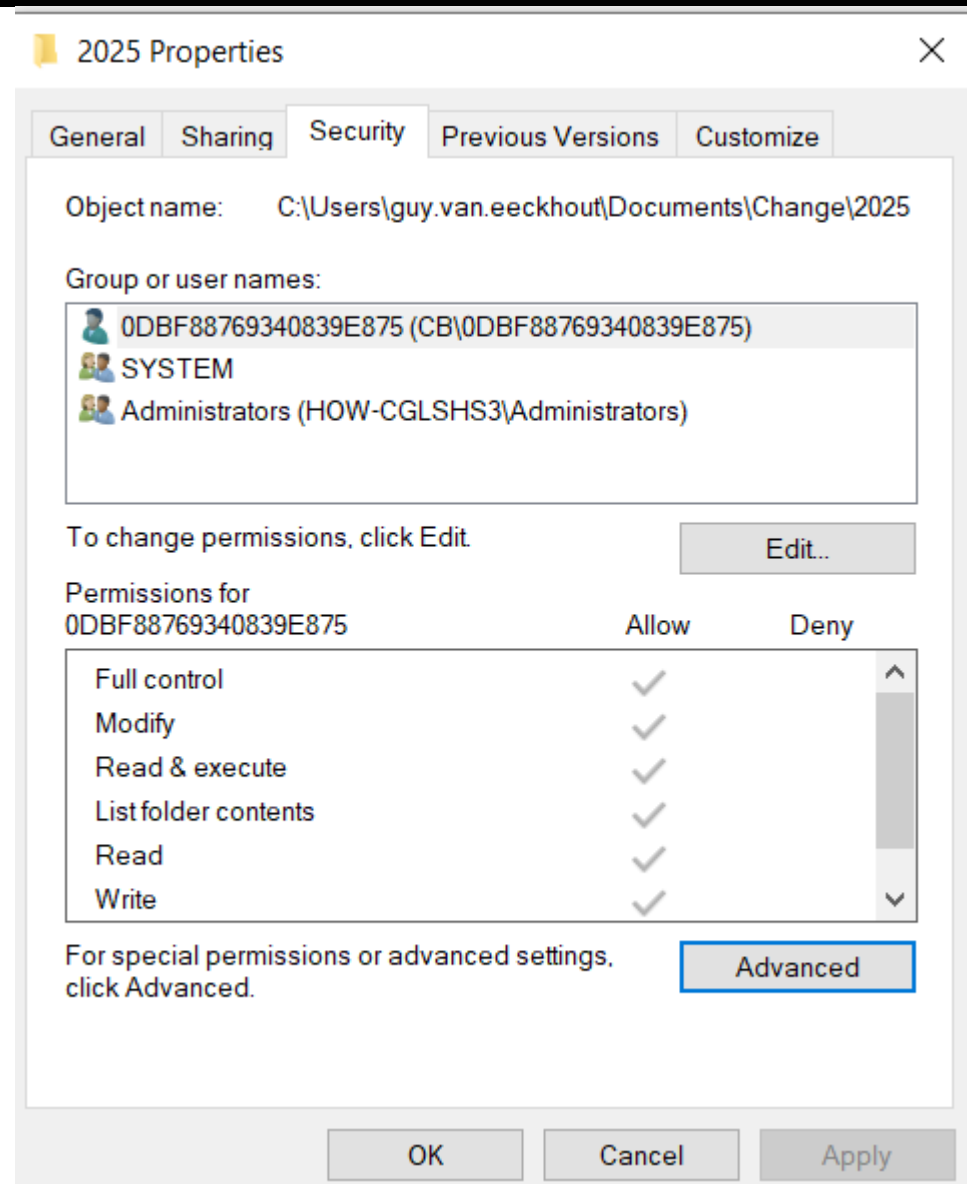 2025 Properties
General Sharing Security Previous Versions Customize
Object name: C:\Users\guy.van.eeckhout\Documents\Change\2025
Group or user names:
0DBF88769340839E875 (CB\0DBF88769340839E875)
SYSTEM
Administrators (HOW-CGLSHS3\Administrators)
To change permissions, click Edit.
Edit...
Permissions for
0DBF88769340839E875 Allow Deny
Full control
Modify
Read & execute
List folder contents
Read
Write
For special permissions or advanced settings,
click Advanced.
Advanced
OK Cancel Apply